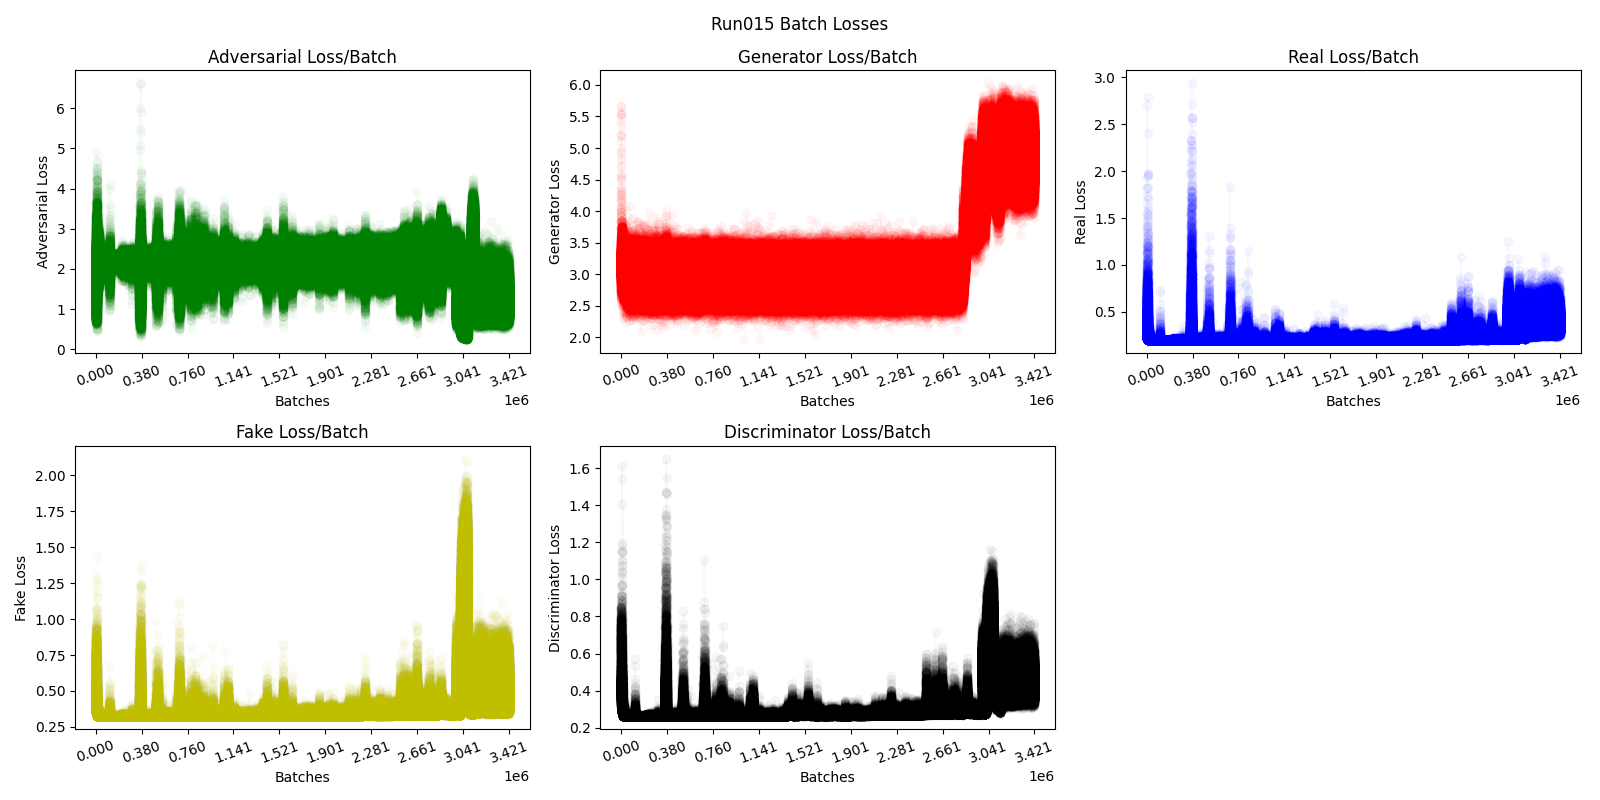 Run015 Batch Losses
Adversarial Loss/Batch
Adversarial Loss
6
5
4
3
2
1
0
0.000 0.380 0.760 1.141 1.521 1.901 2.281 2.661 3.041 3.421
Batches
1e6
Generator Loss/Batch
Generator Loss
6.0
5.5
5.0
4.5
4.0
3.5
3.0
2.5
2.0
0.000 0.380 0.760 1.141 1.521 1.901 2.281 2.661 3.041 3.421
Batches
1e6
Real Loss/Batch
Real Loss
3.0
2.5
2.0
1.5
1.0
0.5
0.000 0.380 0.760 1.141 1.521 1.901 2.281 2.661 3.041 3.421
Batches
1e6
Fake Loss/Batch
Fake Loss
2.00
1.75
1.50
1.25
1.00
0.75
0.50
0.25
0.000 0.380 0.760 1.141 1.521 1.901 2.281 2.661 3.041 3.421
Batches
1e6
Discriminator Loss/Batch
Discriminator Loss
1.6
1.4
1.2
1.0
0.8
0.6
0.4
0.2
0.000 0.380 0.760 1.141 1.521 1.901 2.281 2.661 3.041 3.421
Batches
1e6